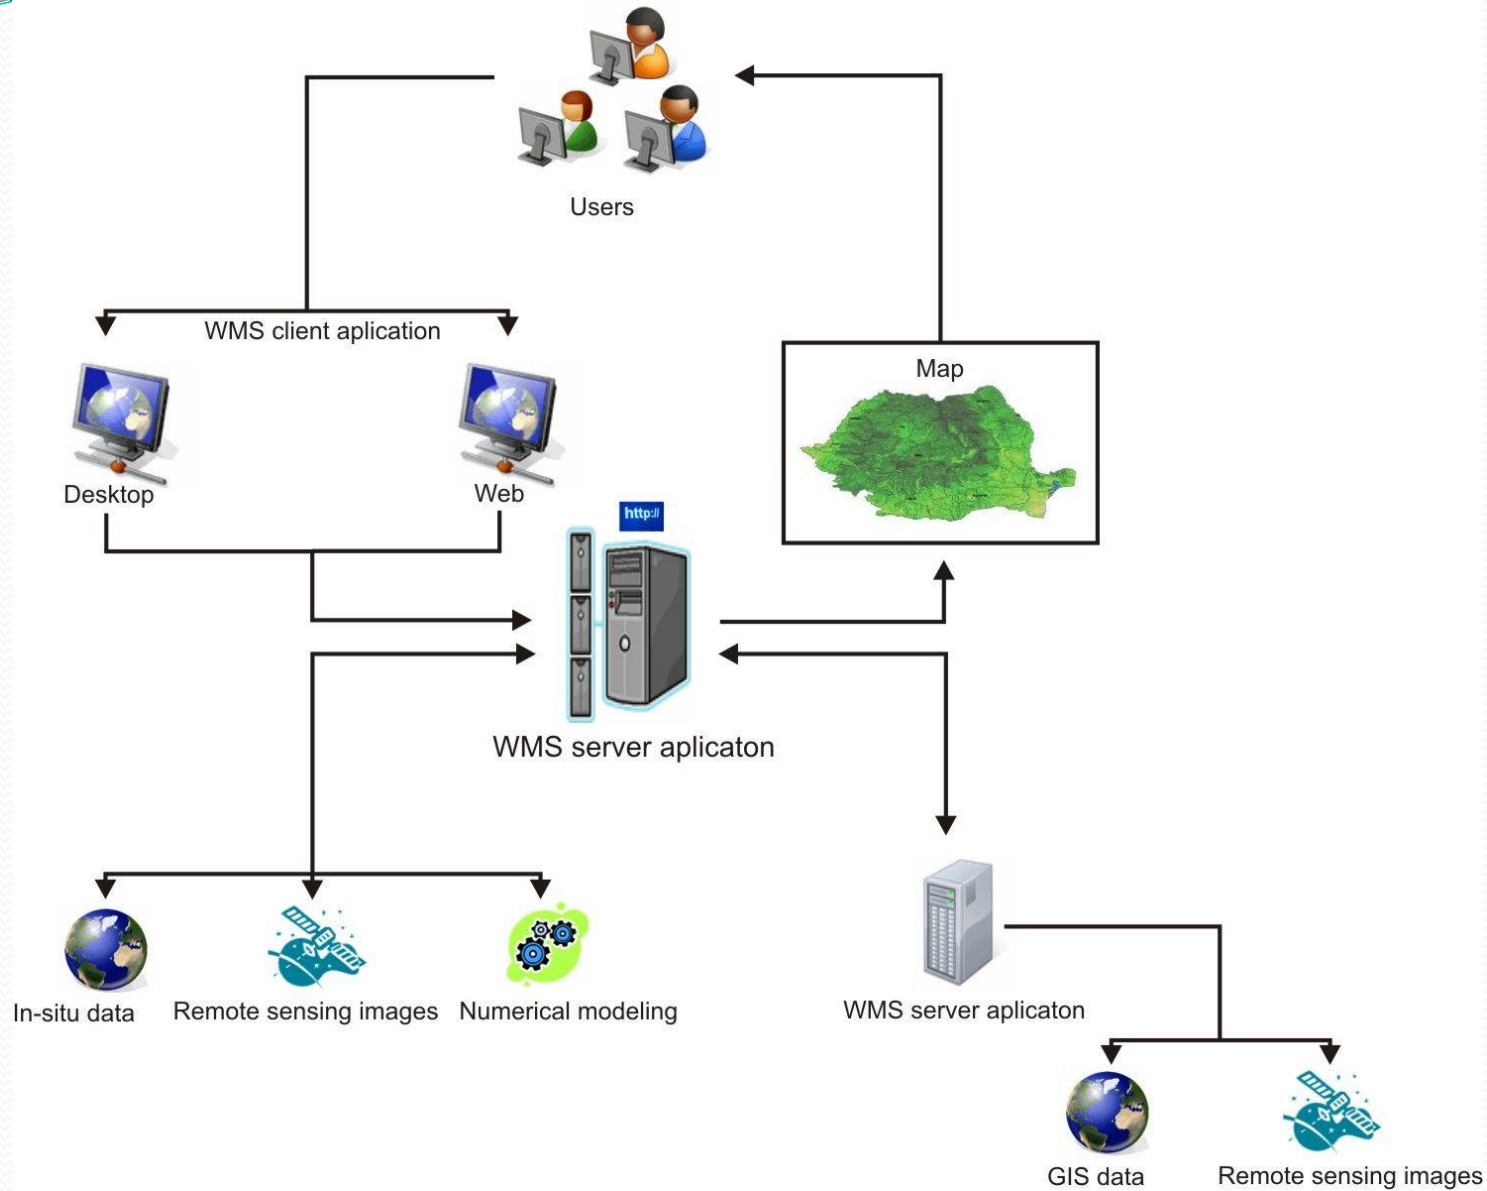 Users
WMS client aplication
Desktop
Web
Map
http://
WMS server aplicaton
In-situ data
Remote sensing images
Numerical modeling
WMS server aplicaton
GIS data
Remote sensing images